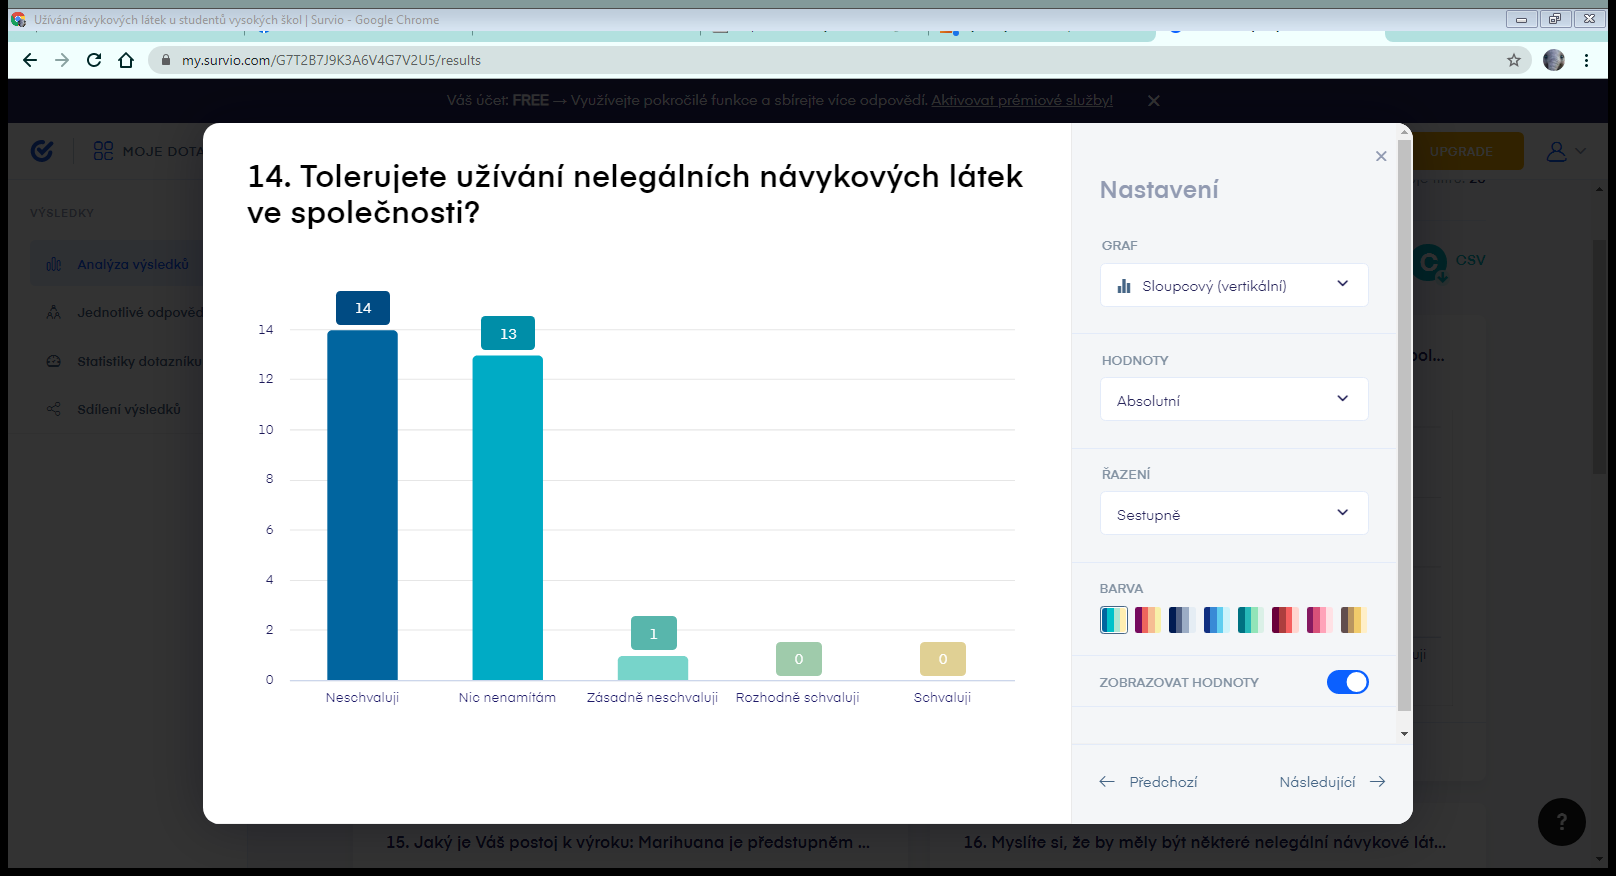 Užívání návykových látek u studentů vysokých škol | Survio - Google Chrome
my.survio.com/G7T2B7J9K3A6V4G7V2U5/results
Váš účet: FREE → Využívejte pokročilé funkce a sbírejte více odpovědí. Aktivovat prémiové služby!
MOJE DOTA
UPGRADE
VÝSLEDKY
Analýza výsledků
Jednotlivé odpověd
Statistiky dotazníku
Sdílení výsledků
CSV
14. Tolerujete užívání nelegálních návykových látek
ve společnosti?
14
13
1
0
0
14
12
10
8
6
4
2
0
Neschvaluji
Nic nenamítám
Zásadně neschvaluji
Rozhodně schvaluji
Schvaluji
Nastavení
GRAF
Sloupcový (vertikální)
HODNOTY
Absolutní
ŘAZENÍ
Sestupně
BARVA
ZOBRAZOVAT HODNOTY
← Předchozí
Následující →
15. Jaký je Váš postoj k výroku: Marihuana je předstupném ...
16. Myslíte si, že by měly být některé nelegální návykové lát...
?